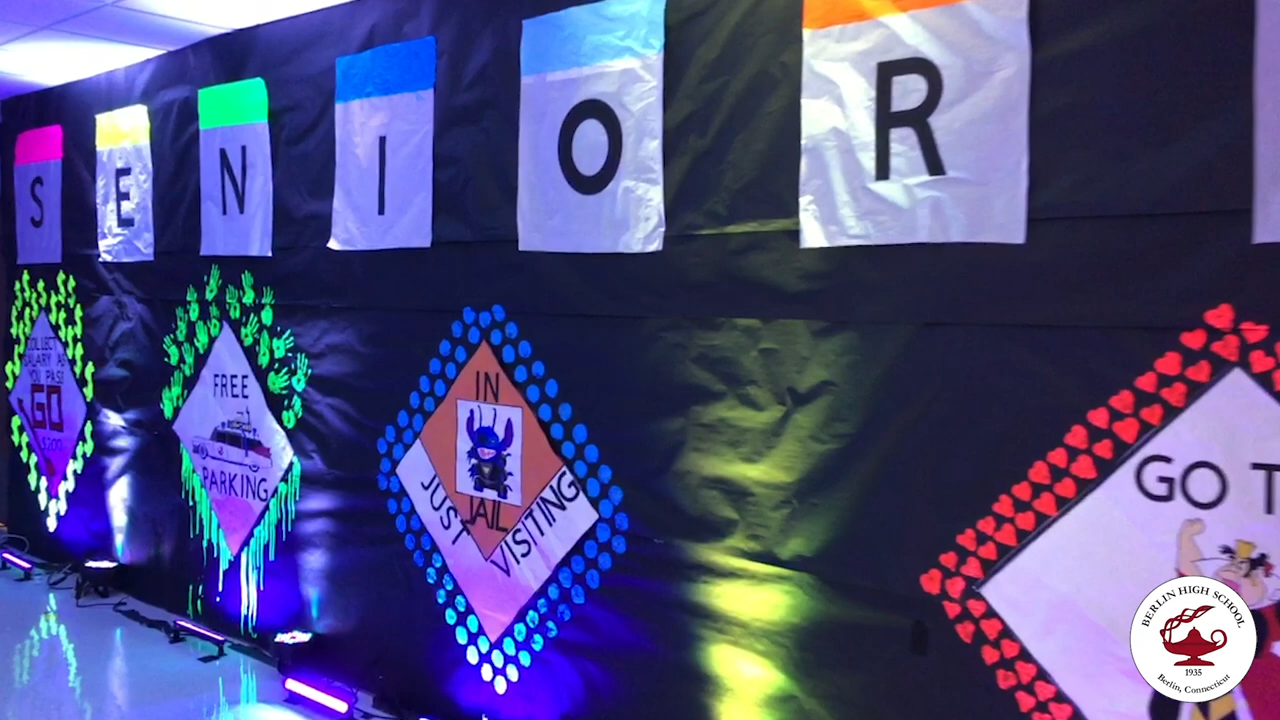 SENIOR
COLLECT
SALARY AS
YOU PASS
GO
$200
FREE
PARKING
IN
JAIL
JUST VISITING
GO T
BERLIN HIGH SCHOOL
1935
Berlin, Connecticut